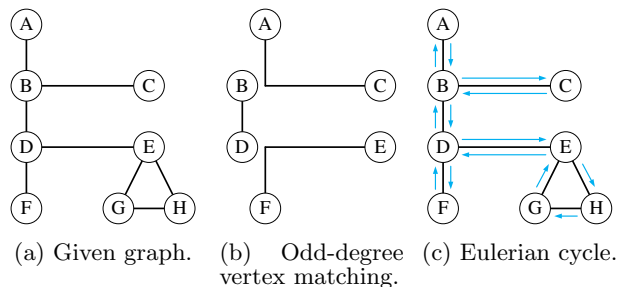 A A A
B C B C B C
D E D E D E
F G H F F G H
(a) Given graph. (b) Odd-degree (c) Eulerian cycle.
vertex matching.